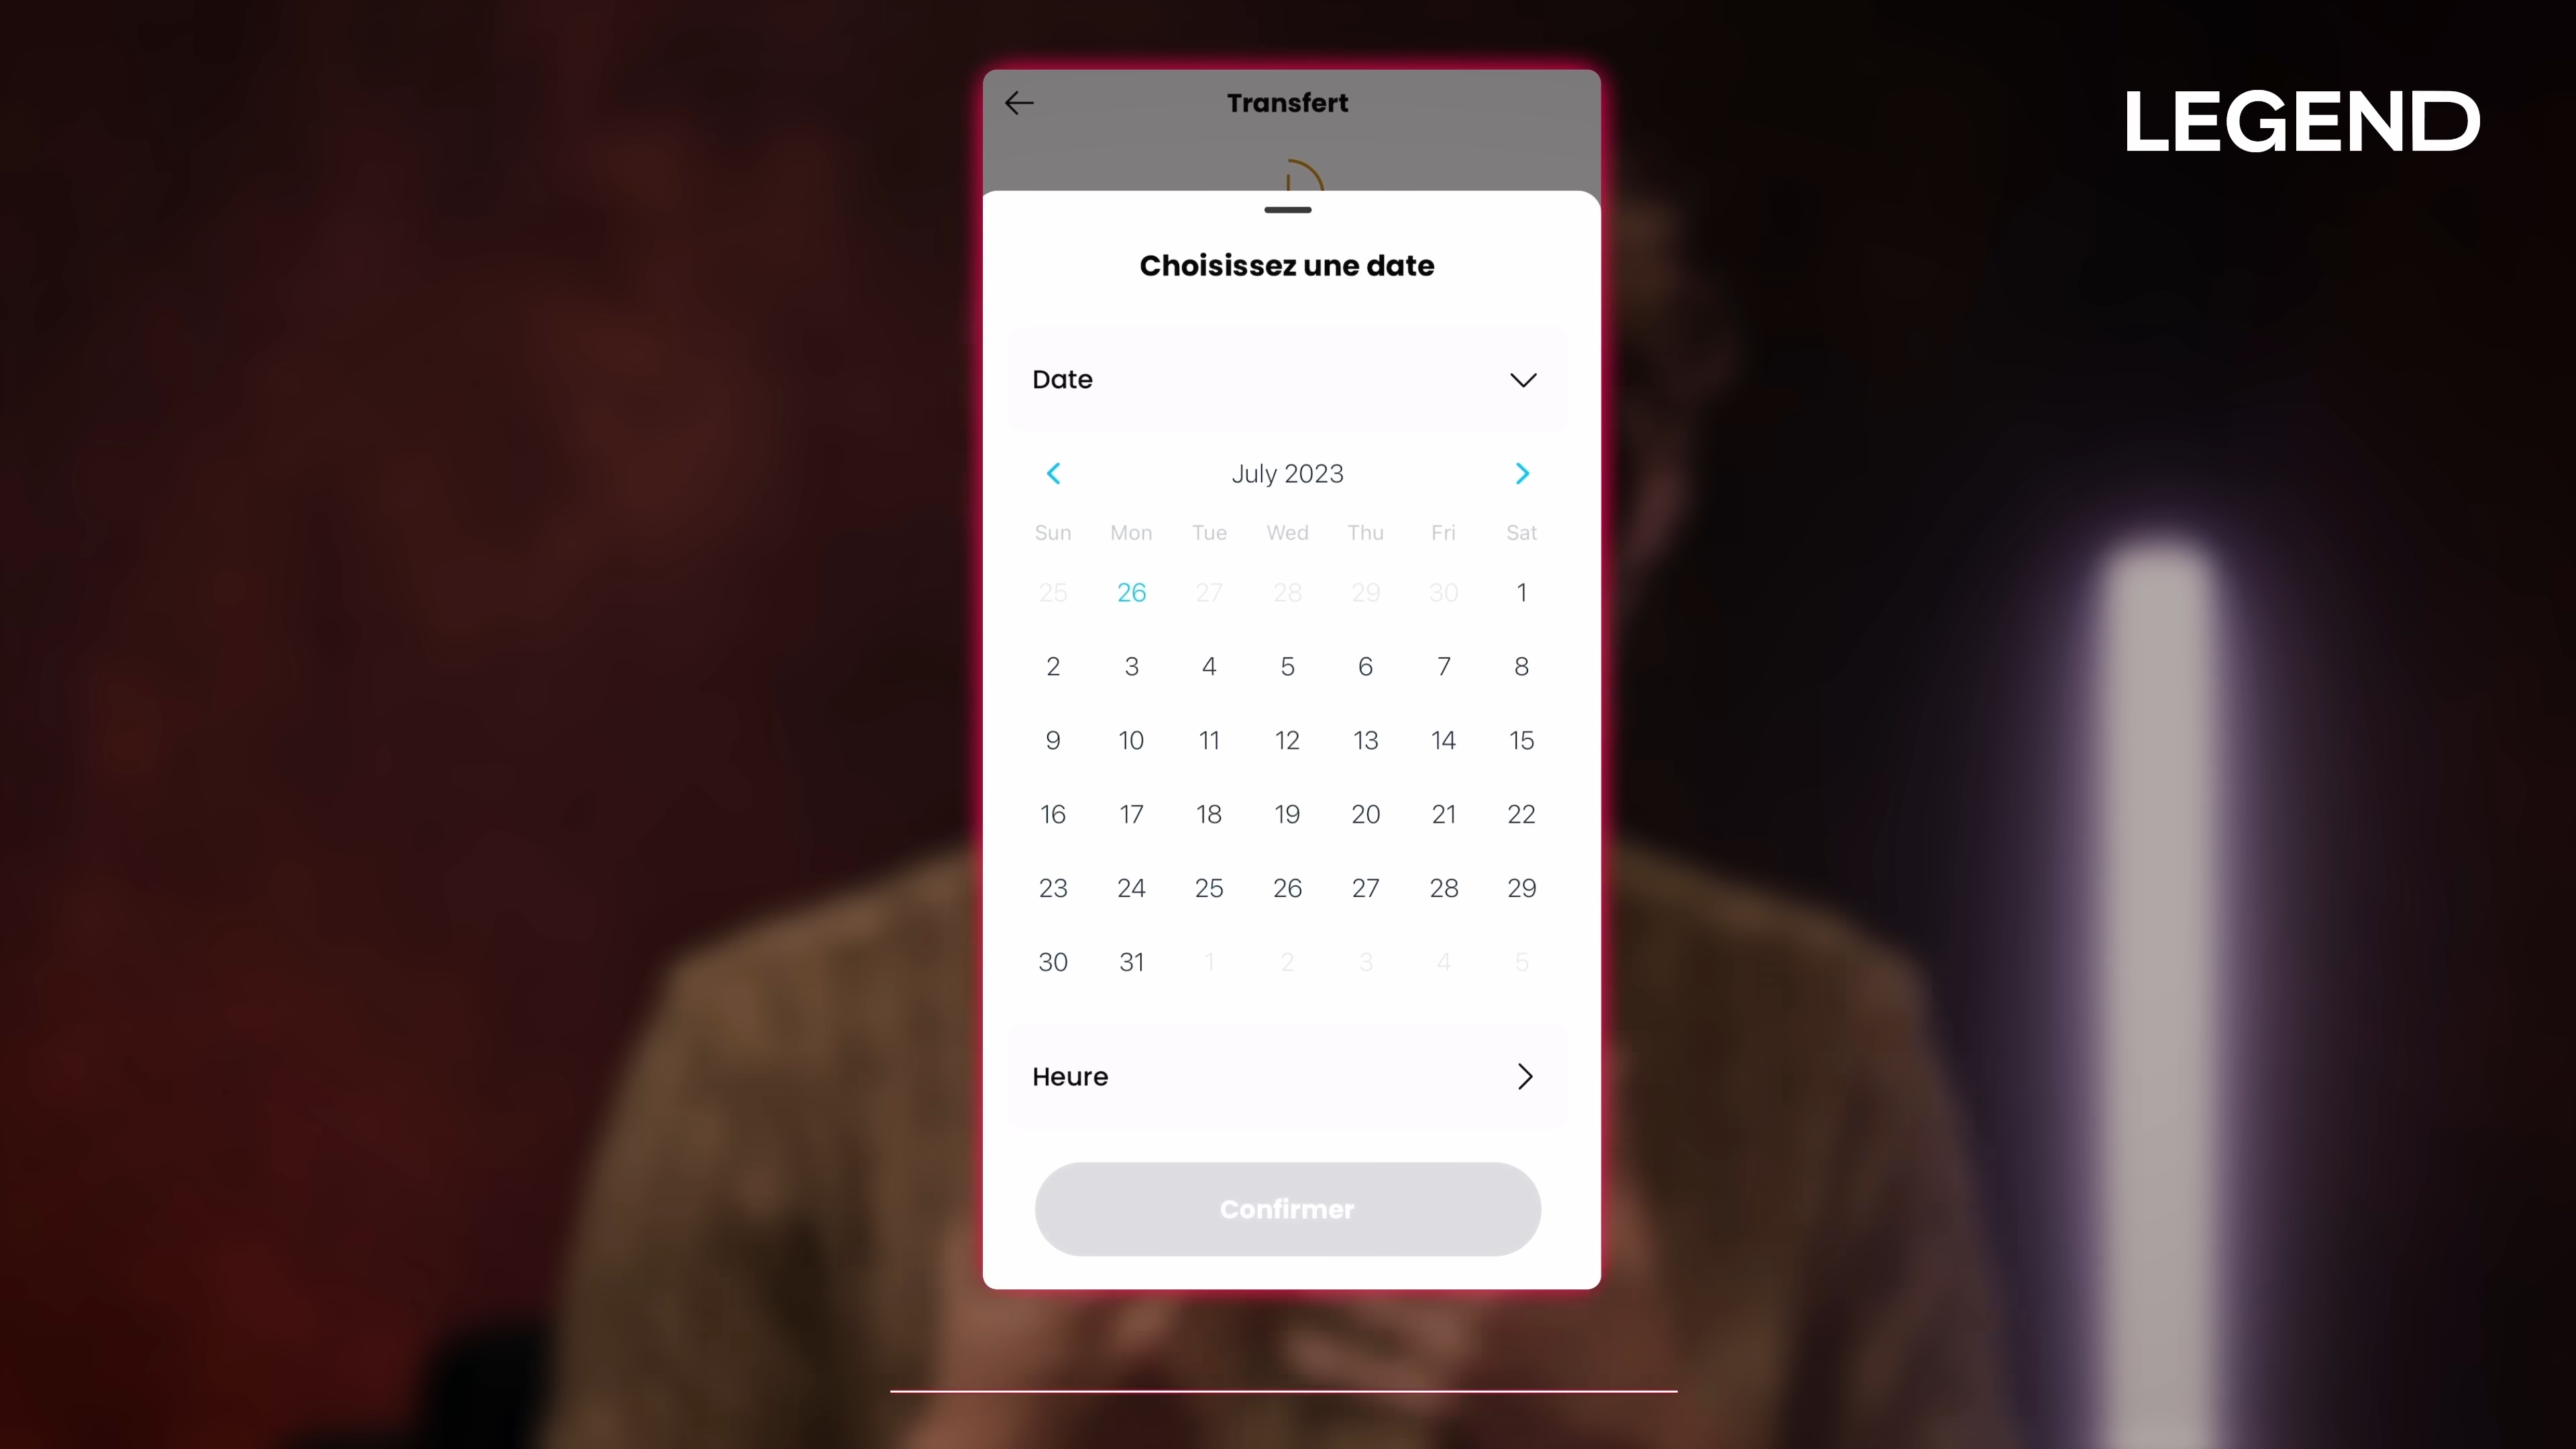 LEGEND
Transfert
Choisissez une date
Date
July 2023
Sun Mon Tue Wed Thu Fri Sat
25 26 27 28 29 30 1
2 3 4 5 6 7 8
9 10 11 12 13 14 15
16 17 18 19 20 21 22
23 24 25 26 27 28 29
30 31 1 2 3 4 5
Heure
Confirmer